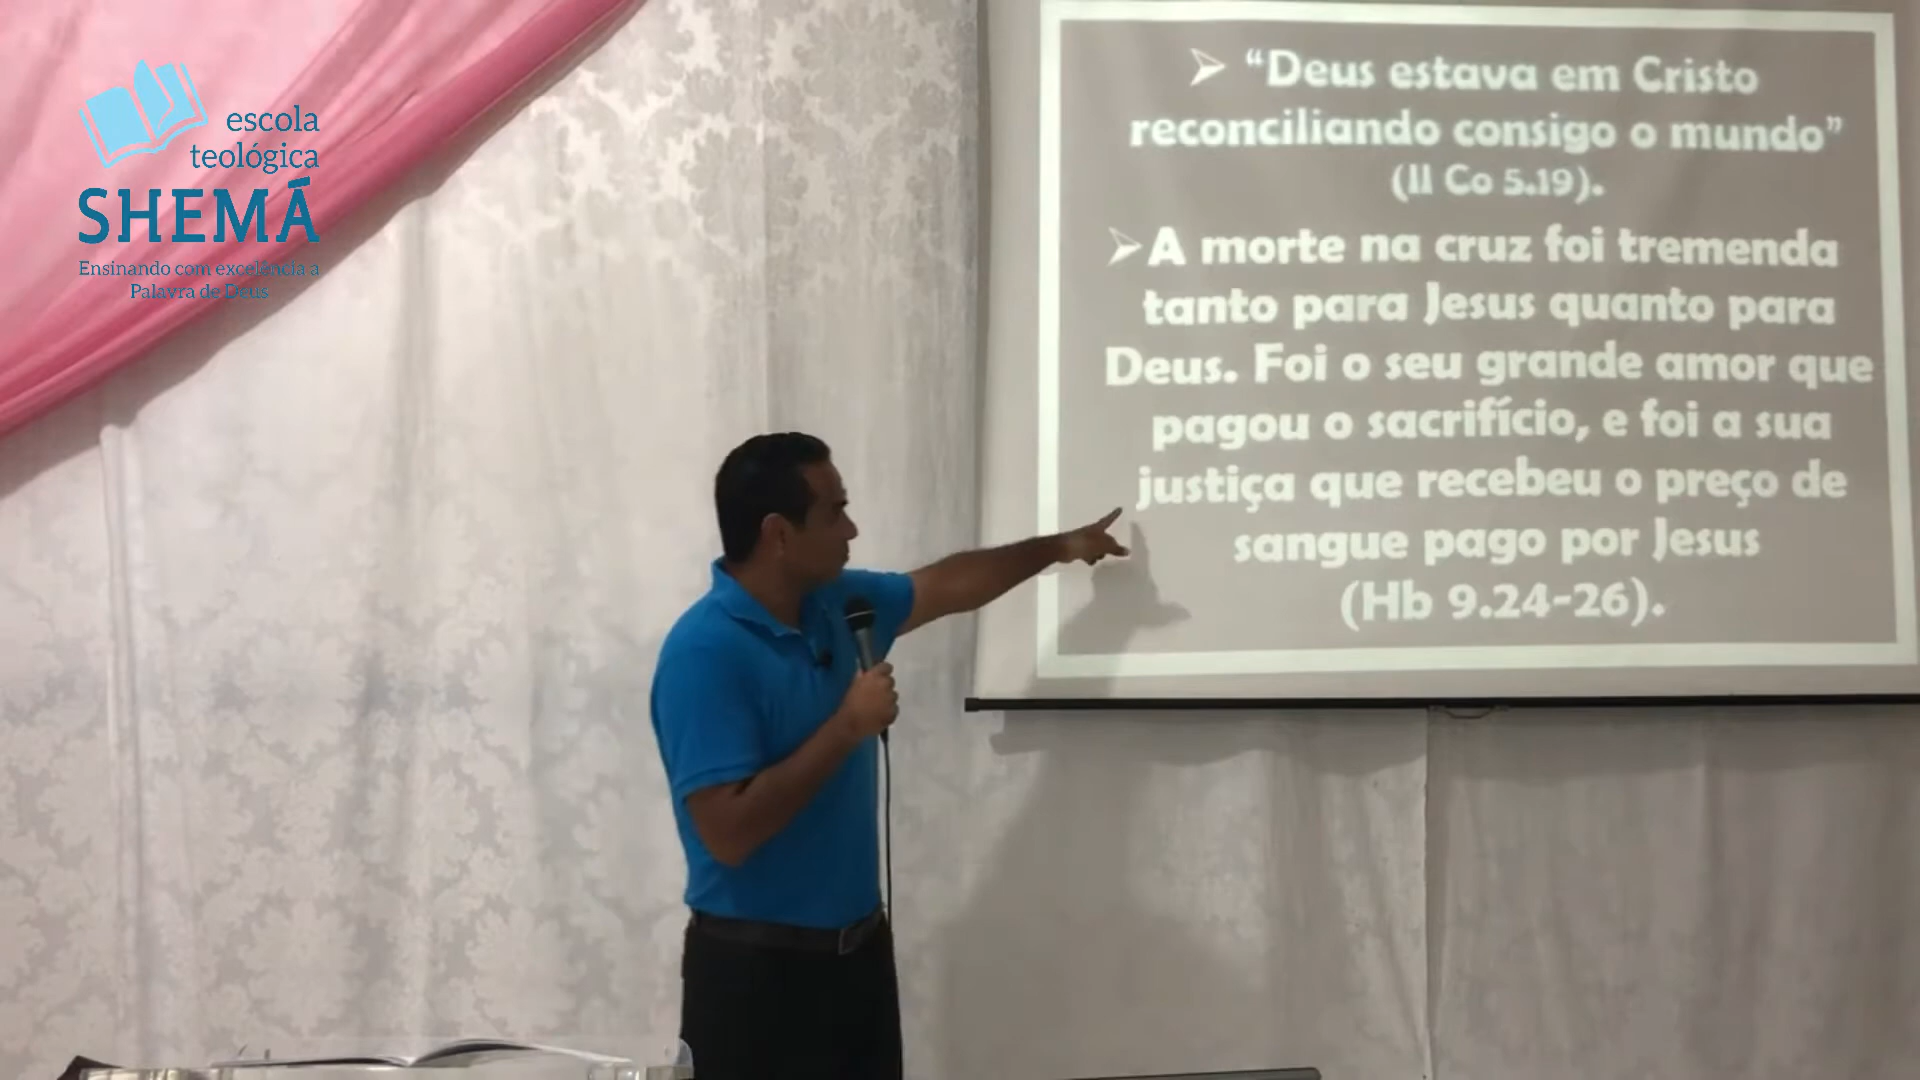 escola
teológica
SHEMÁ
Ensinando com excelência a
Palavra de Deus
➢ “Deus estava em Cristo
reconciliando consigo o mundo”
(II Co 5.19).
➢A morte na cruz foi tremenda
tanto para Jesus quanto para
Deus. Foi o seu grande amor que
pagou o sacrifício, e foi a sua
justiça que recebeu o preço de
sangue pago por Jesus
(Hb 9.24-26).